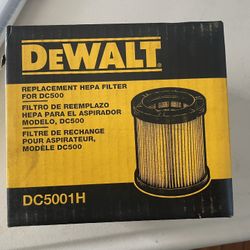 DEWALT
REPLACEMENT HEPA FILTER
FOR DC500
FILTRO DE REEMPLAZO
HEPA PARA EL ASPIRADOR
MODELO, DC500
FILTRE DE RECHANGE
POUR ASPIRATEUR,
MODÈLE DC500
DC5001H